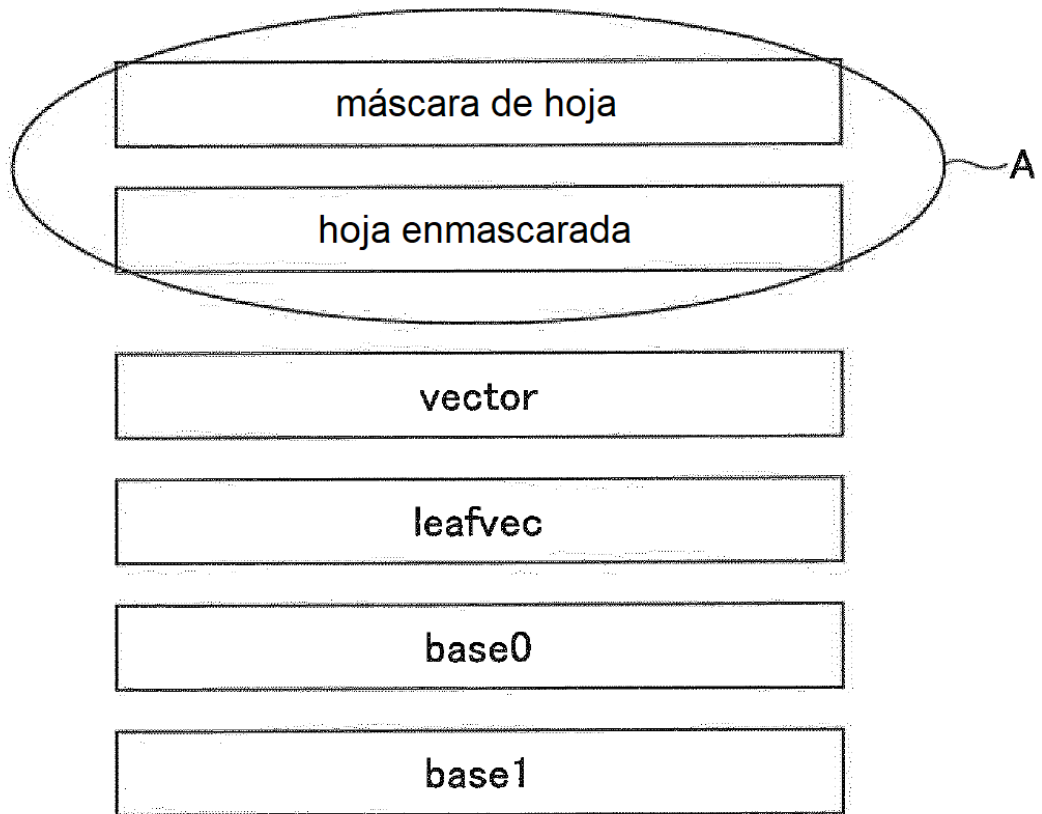 máscara de hoja
A
hoja enmascarada
vector
leafvec
base0
base1